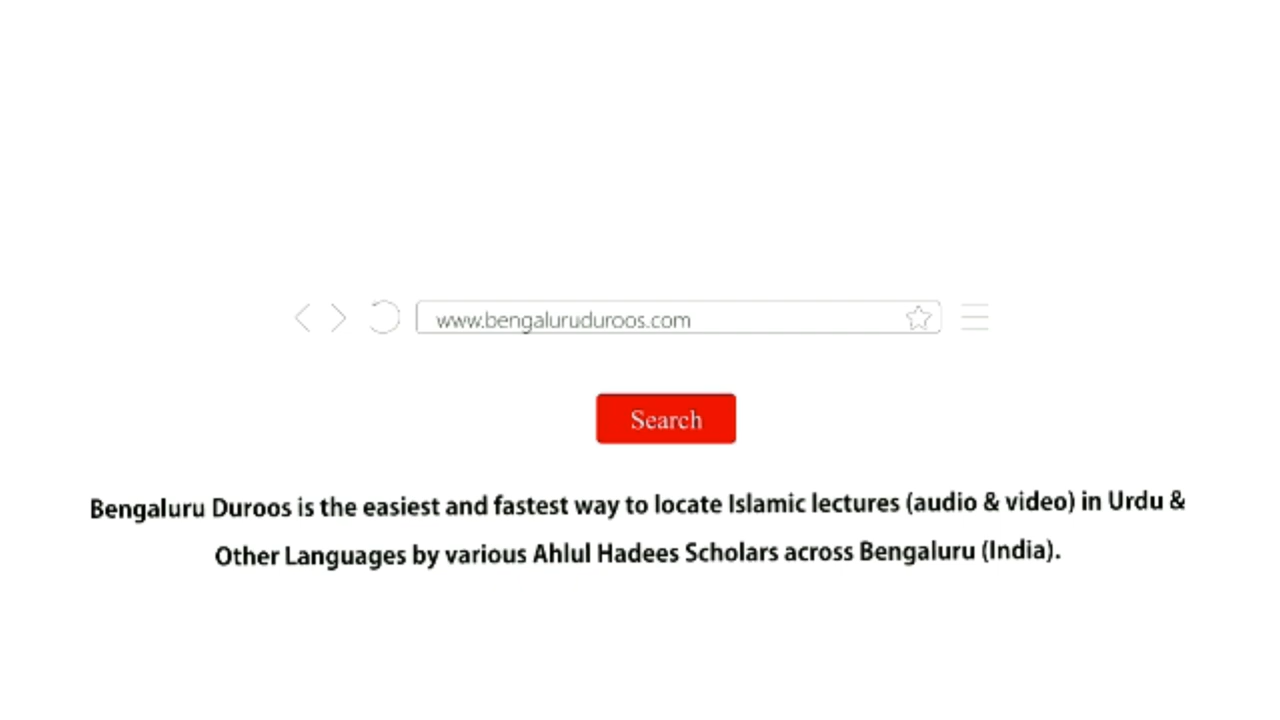 www.bengaluruduroos.com
Search
Bengaluru Duroos is the easiest and fastest way to locate Islamic lectures (audio & video) in Urdu &
Other Languages by various Ahlul Hadees Scholars across Bengaluru (India).